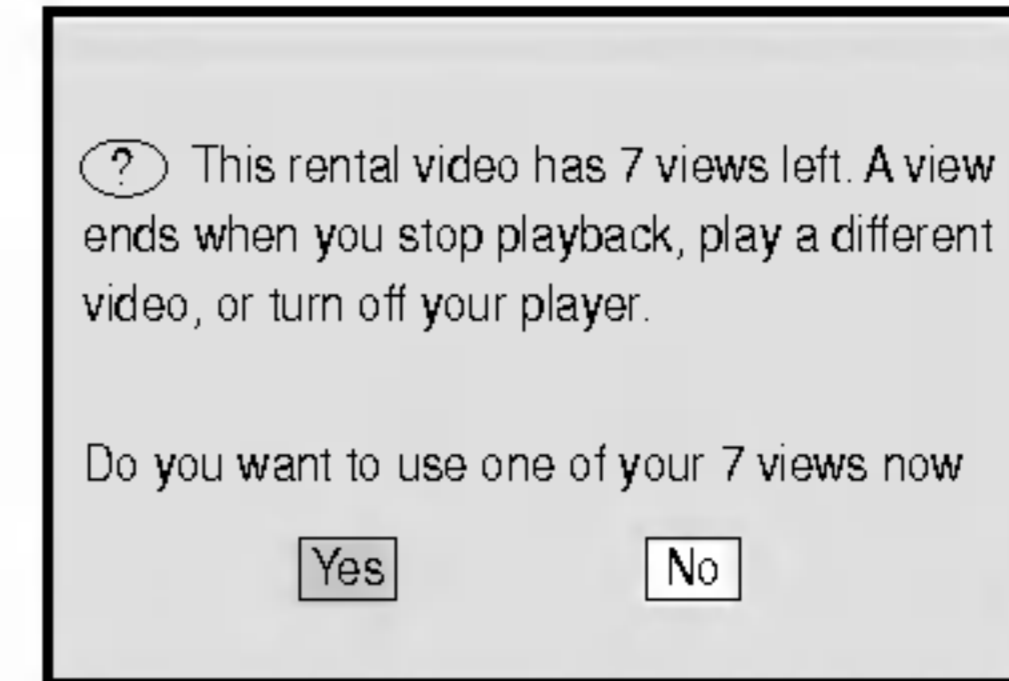 ? This rental video has 7 views left. A view
ends when you stop playback, play a different
video, or turn off your player.
Do you want to use one of your 7 views now
Yes No